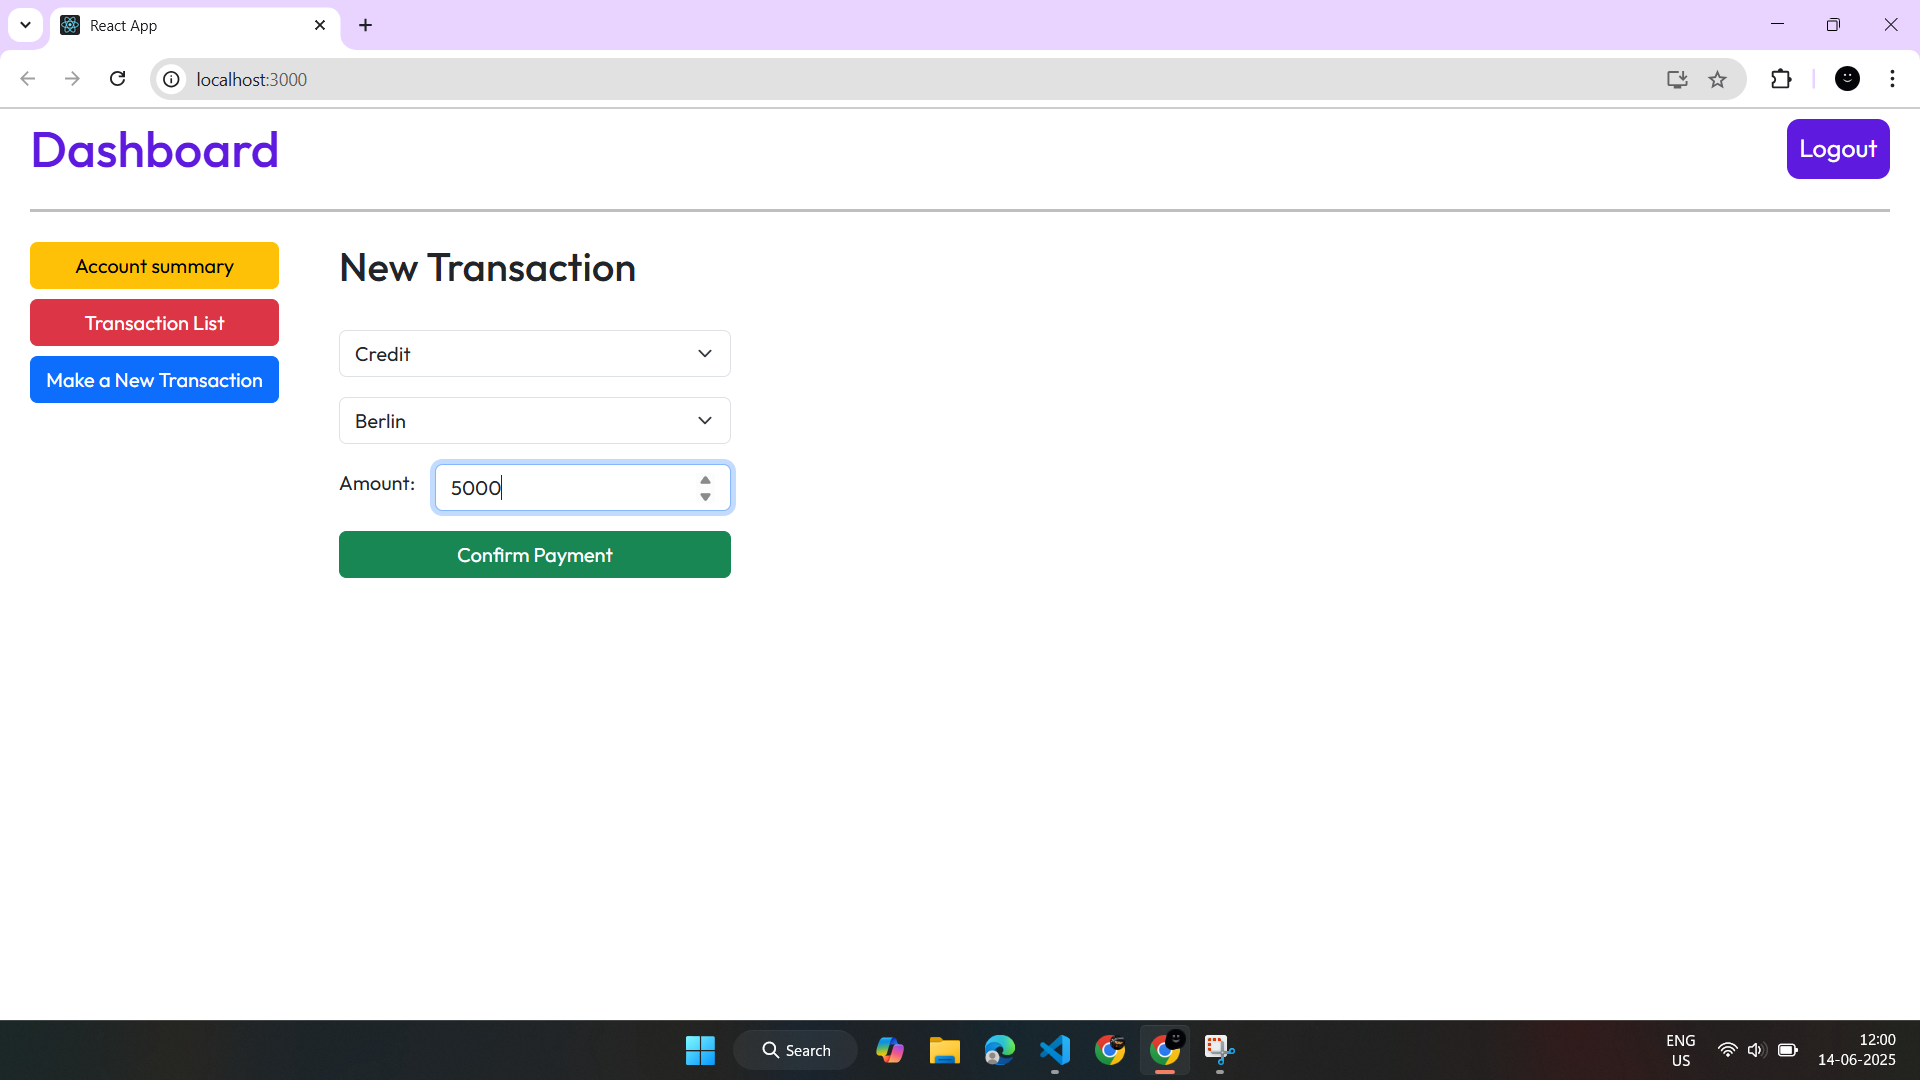 React App
localhost:3000
Dashboard
Logout
Account summary
Transaction List
Make a New Transaction
New Transaction
Credit
Berlin
Amount: 5000
Confirm Payment
Search
ENG
US
12:00
14-06-2025